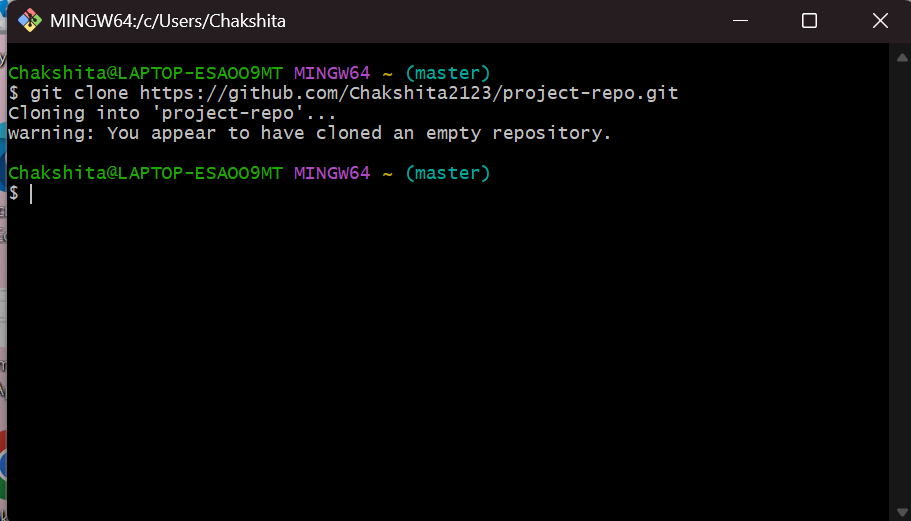 MINGW64:/c/Users/Chakshita
Chakshita@LAPTOP-ESAOO9MT MINGW64 ~ (master)
$ git clone https://github.com/Chakshita2123/project-repo.git
Cloning into 'project-repo'...
warning: You appear to have cloned an empty repository.
Chakshita@LAPTOP-ESAOO9MT MINGW64 ~ (master)
$